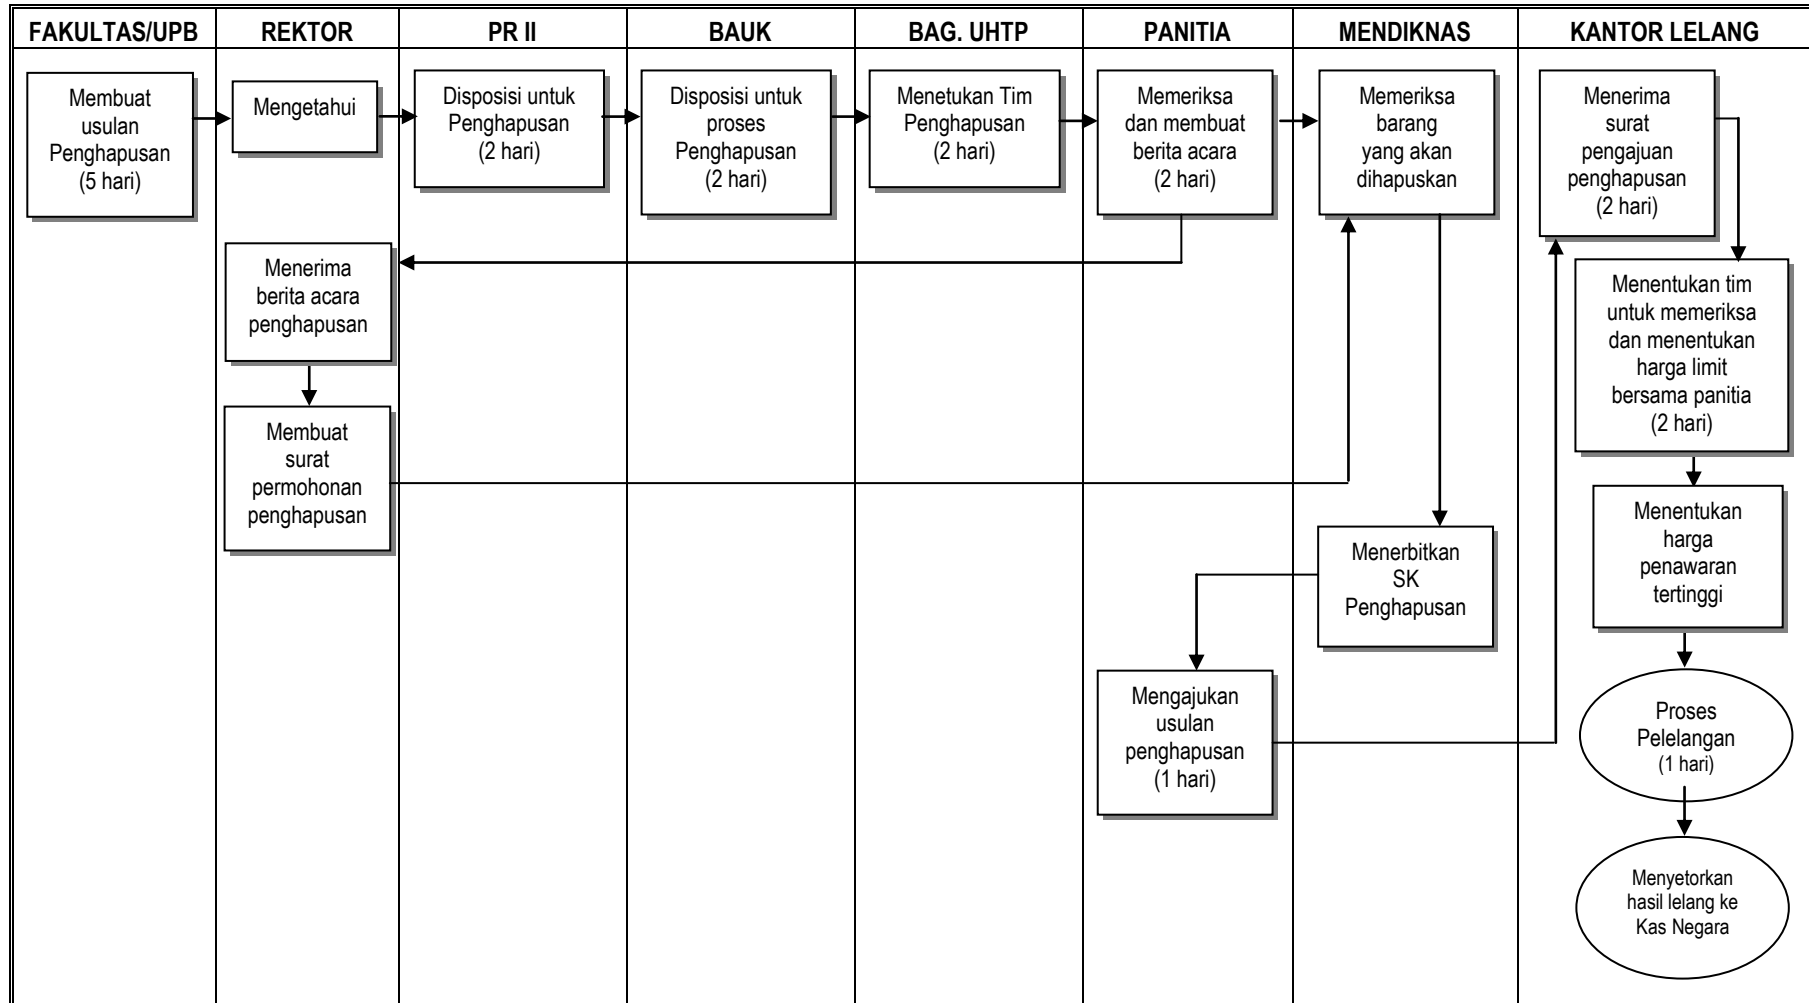 FAKULTAS/UPB
REKTOR
PR II
BAUK
BAG. UHTP
PANITIA
MENDIKNAS
KANTOR LELANG
Membuat
usulan
Penghapusan
(5 hari)
Mengetahui
Disposisi untuk
Penghapusan
(2 hari)
Disposisi untuk
proses
Penghapusan
(2 hari)
Menetukan Tim
Penghapusan
(2 hari)
Memeriksa
dan membuat
berita acara
(2 hari)
Memeriksa
barang
yang akan
dihapuskan
Menerima
surat
pengajuan
penghapusan
(2 hari)
Menerima
berita acara
penghapusan
Membuat
surat
permohonan
penghapusan
Menerbitkan
SK
Penghapusan
Mengajukan
usulan
penghapusan
(1 hari)
Menentukan tim
untuk memeriksa
dan menentukan
harga limit
bersama panitia
(2 hari)
Menentukan
harga
penawaran
tertinggi
Proses
Pelelangan
(1 hari)
Menyetorkan
hasil lelang ke
Kas Negara